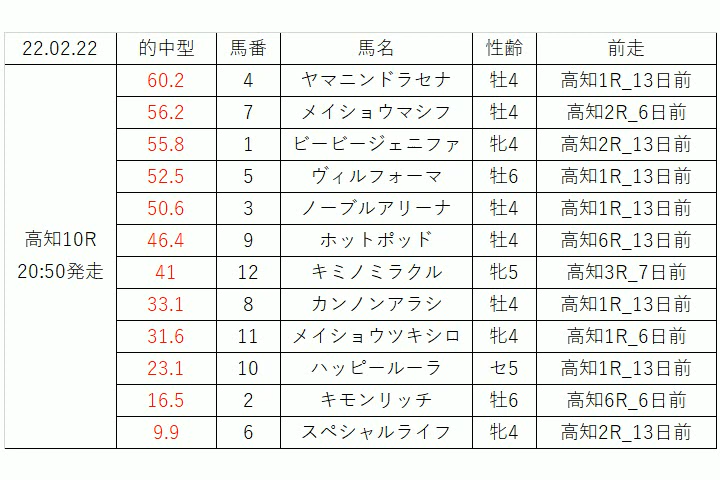 22.02.22 的中型 馬番 馬名 性齢 前走
60.2 4 ヤマニンドラセナ 牡4 高知1R_13日前
56.2 7 メイショウマシフ 牡4 高知2R_6日前
55.8 1 ビービージェニファ 牝4 高知2R_13日前
52.5 5 ヴィルフォーマ 牡6 高知1R_13日前
50.6 3 ノーブルアリーナ 牡4 高知1R_13日前
高知10R 46.4 9 ホットポッド 牡4 高知6R_13日前
20:50発走 41 12 キミノミラクル 牝5 高知3R_7日前
33.1 8 カンノンアラシ 牡4 高知1R_13日前
31.6 11 メイショウツキシロ 牝4 高知1R_6日前
23.1 10 ハッピールーラ セ5 高知1R_13日前
16.5 2 キモンリッチ 牡6 高知6R_6日前
9.9 6 スペシャルライフ 牝4 高知2R_13日前